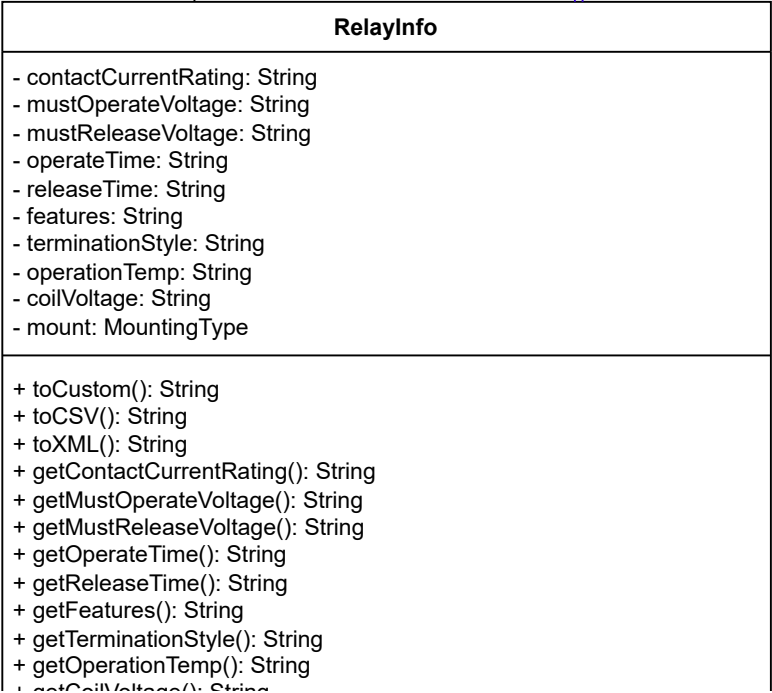 RelayInfo
- contactCurrentRating: String
- mustOperateVoltage: String
- mustReleaseVoltage: String
- operateTime: String
- releaseTime: String
- features: String
- terminationStyle: String
- operationTemp: String
- coilVoltage: String
- mount: MountingType
+ toCustom(): String
+ toCSV(): String
+ toXML(): String
+ getContactCurrentRating(): String
+ getMustOperateVoltage(): String
+ getMustReleaseVoltage(): String
+ getOperateTime(): String
+ getReleaseTime(): String
+ getFeatures(): String
+ getTerminationStyle(): String
+ getOperationTemp(): String
+ getCoilVoltage(): String